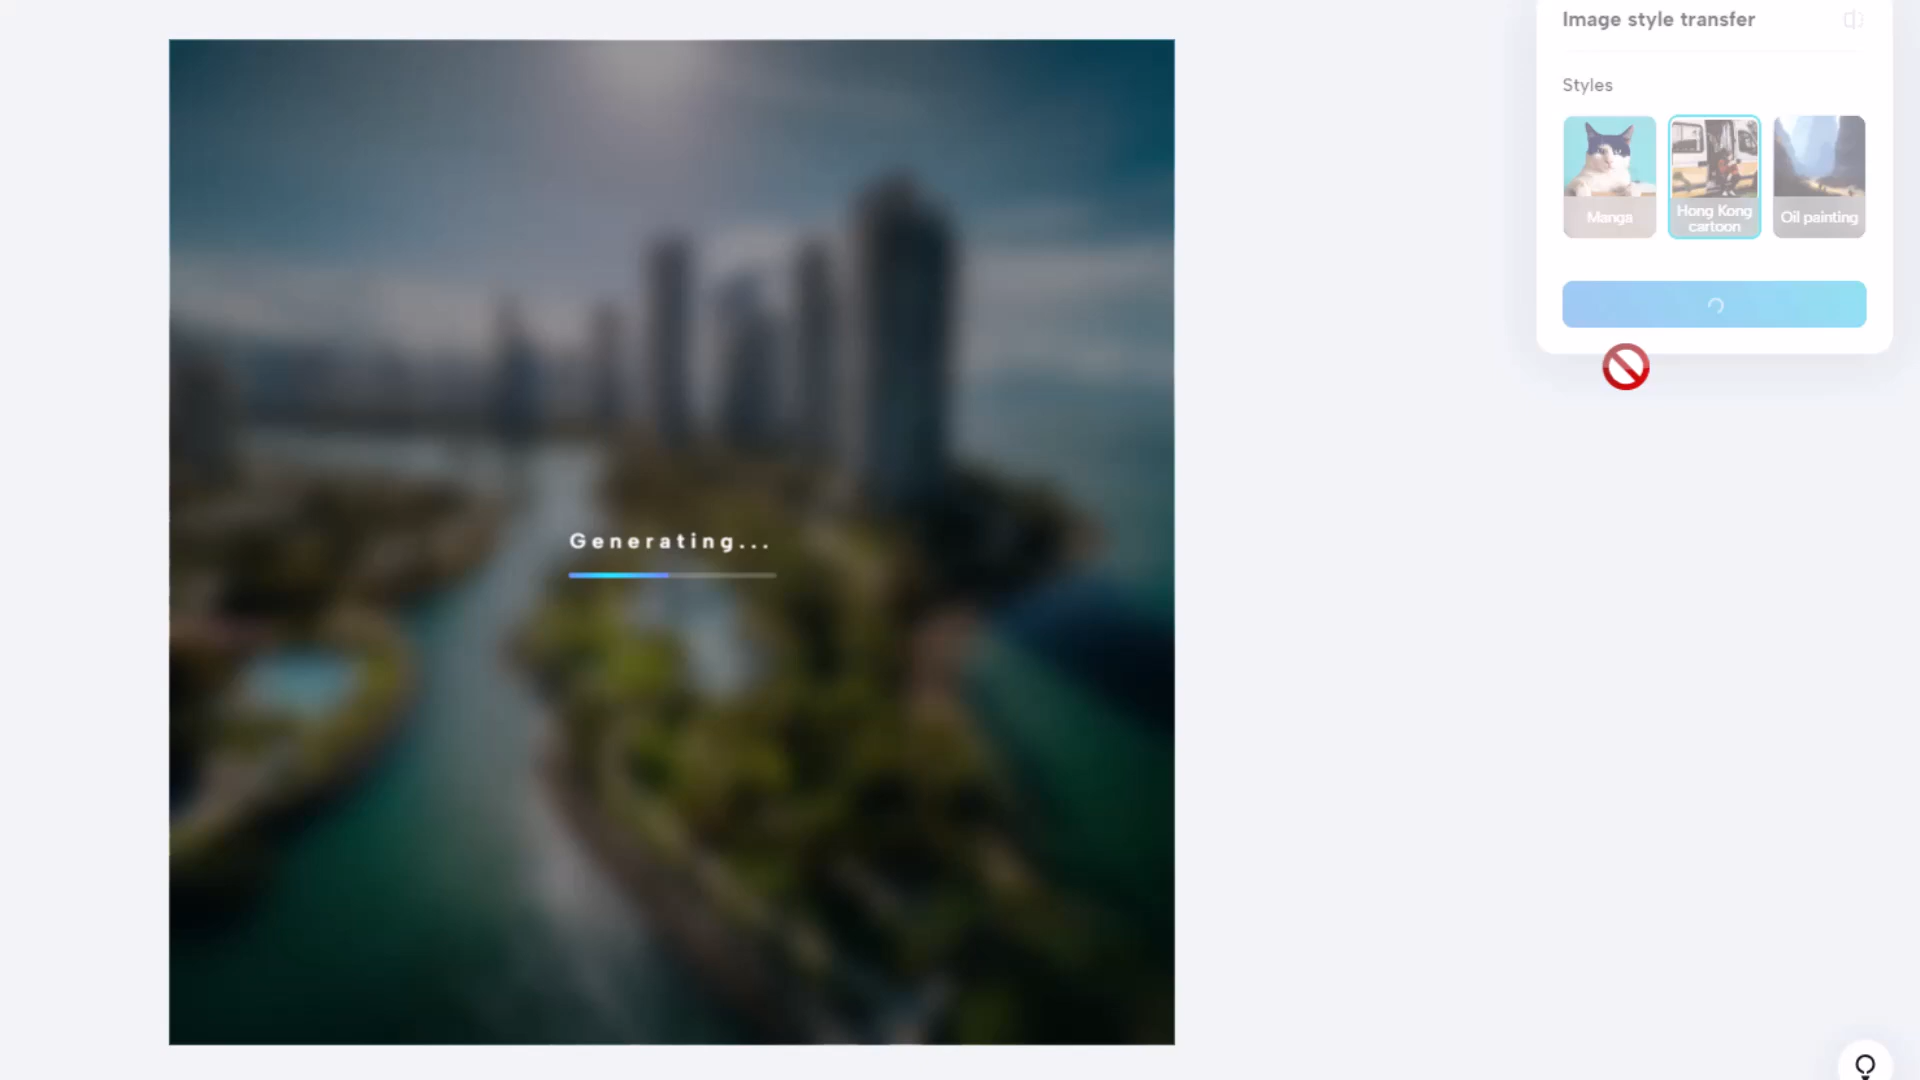 Image style transfer
Styles
Manga
Hong Kong
cartoon
Oil painting
Generating...